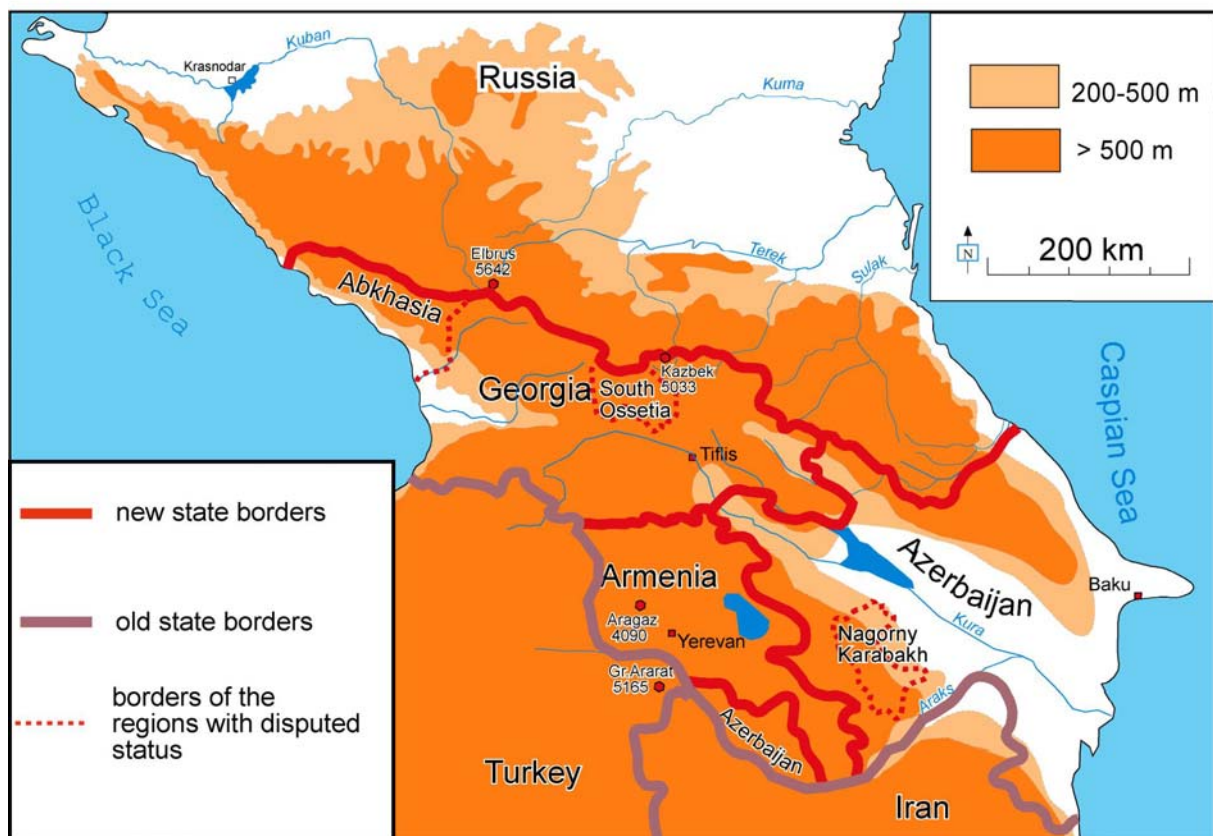 Kuban
Krasnodar
Russia
Kuma
200-500 m
> 500 m
N
200 km
Black Sea
Terek
Sulak
Elbrus
5642
Abkhasia
Caspian Sea
Kazbek
5033
Georgia
South
Ossetia
Tiflis
new state borders
old state borders
borders of the
regions with disputed
status
Azerbaijan
Baku
Armenia
Aragaz
4090
Yerevan
Kura
Nagorny
Karabakh
Gr.Ararat
5165
Araks
Azerbaijan
Turkey
Iran